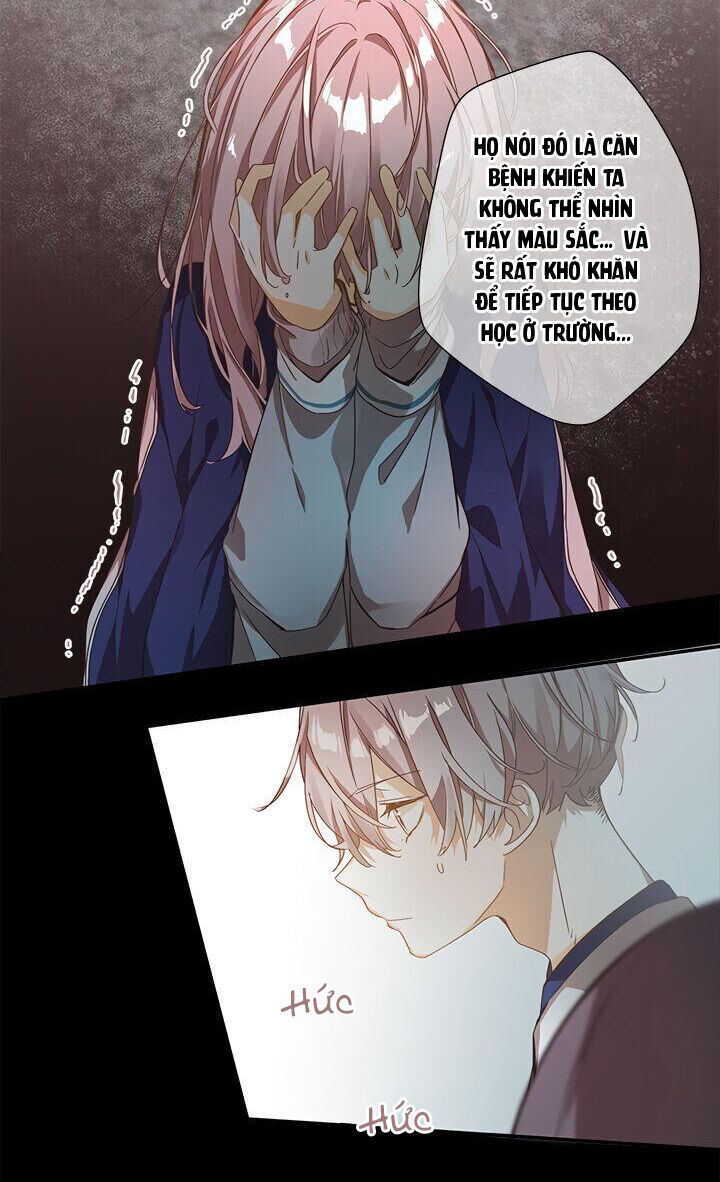 HỌ NÓI ĐÓ LÀ CĂN
BỆNH KHIẾN TA
KHÔNG THỂ NHÌN
THẤY MÀU SẮC... VÀ
SẼ RẤT KHÓ KHĂN
ĐỂ TIẾP TỤC THEO
HỌC Ở TRƯỜNG...
Hức
Hức